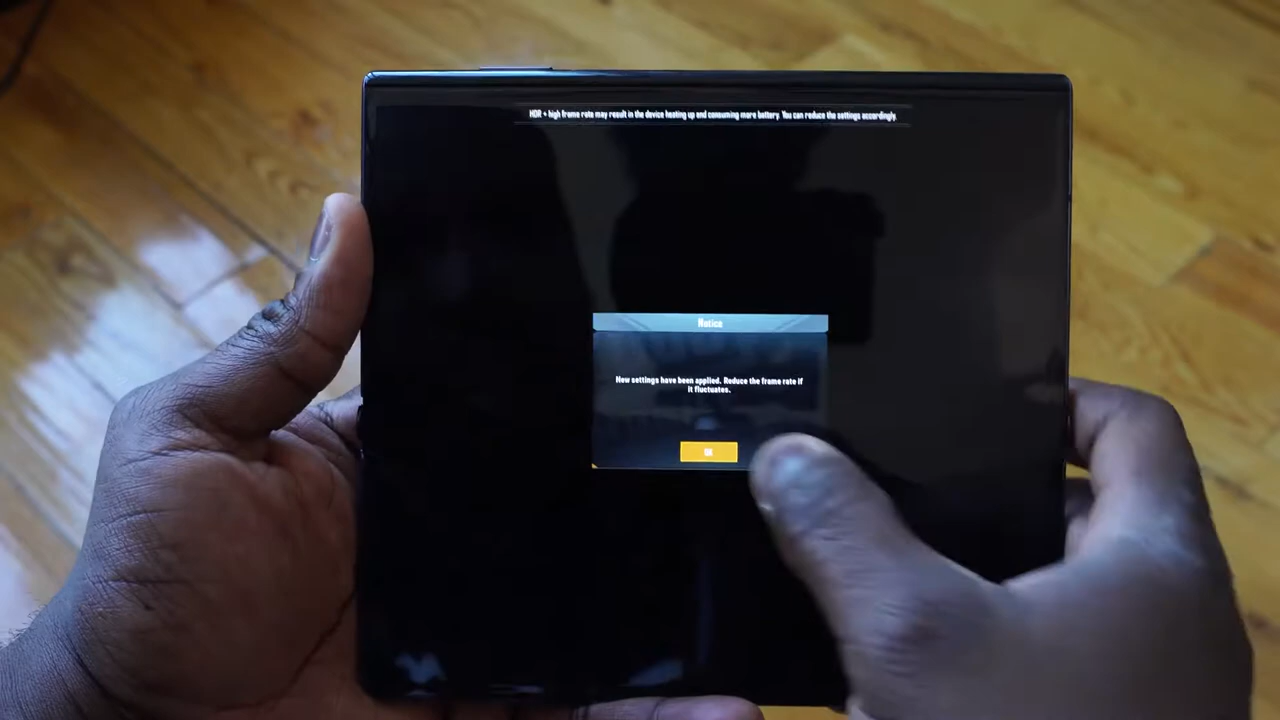 HDR + high frame rate may result in the device heating up and consuming more battery. You can reduce the settings accordingly.
Notice
New settings have been applied. Reduce the frame rate if
it fluctuates.
OK